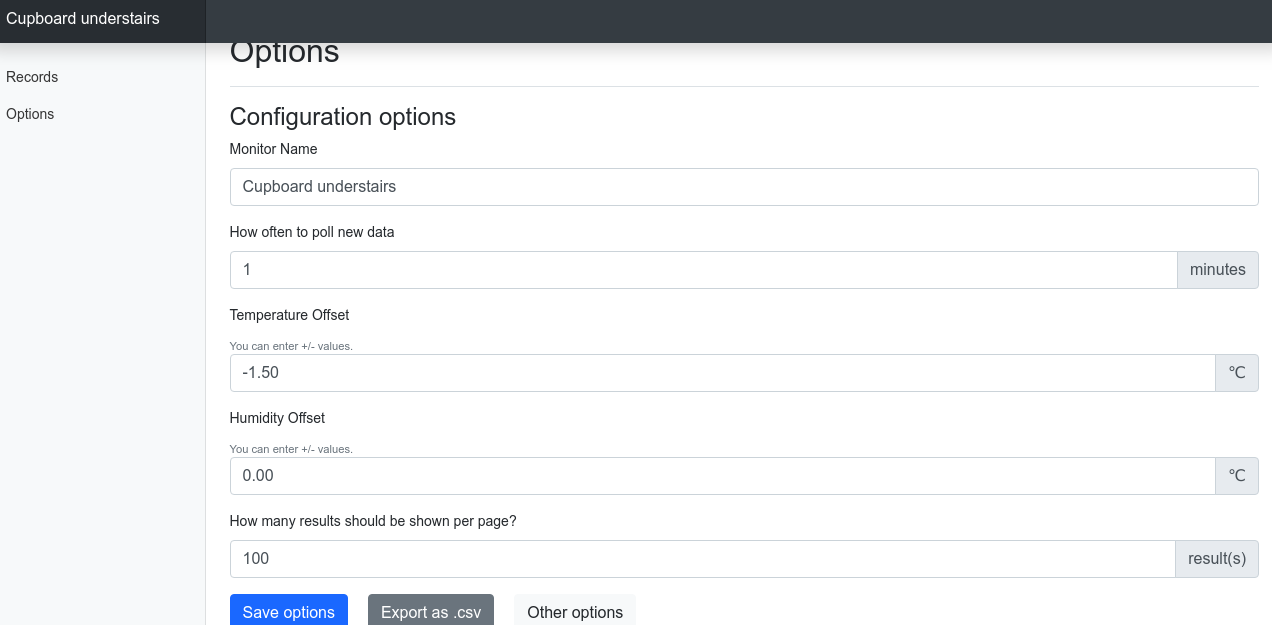 Cupboard understairs
Records
Options
Options
Configuration options
Monitor Name
Cupboard understairs
How often to poll new data
1 minutes
Temperature Offset
You can enter +/- values.
-1.50 °C
Humidity Offset
You can enter +/- values.
0.00 °C
How many results should be shown per page?
100 result(s)
Save options Export as .csv Other options